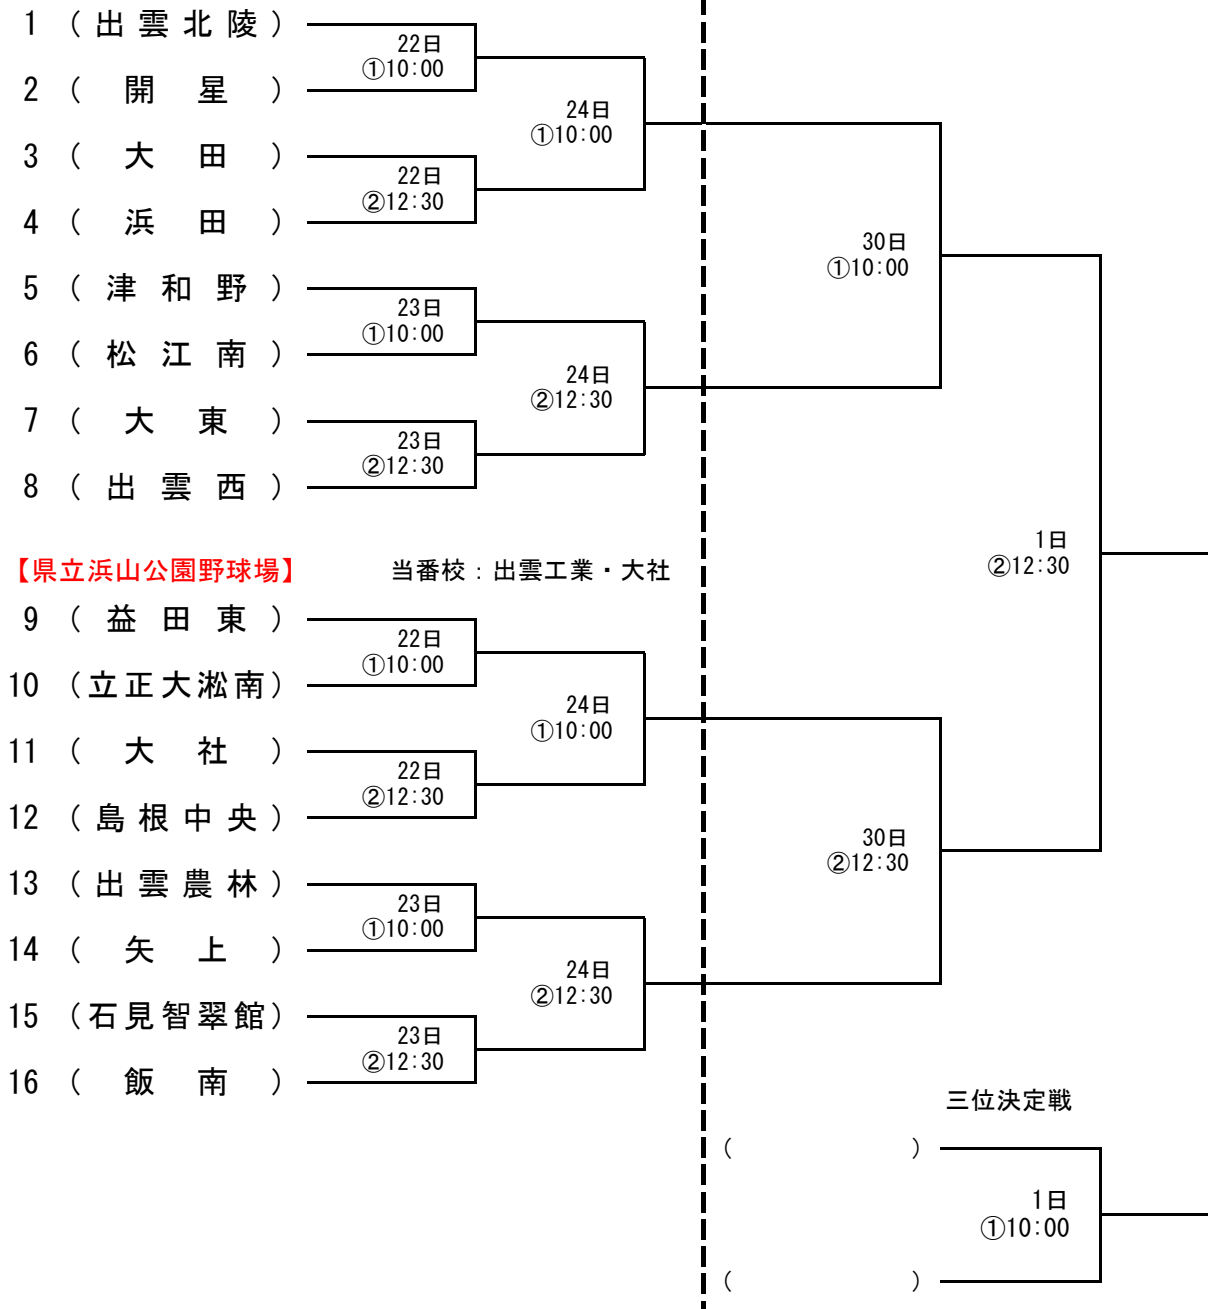 1 （出雲北陵）
22日
①10:00
2 （開星）
24日
①10:00
3 （大田）
22日
②12:30
4 （浜田）
30日
①10:00
5 （津和野）
23日
①10:00
6 （松江南）
24日
②12:30
7 （大東）
23日
②12:30
8 （出雲西）
1日
②12:30
【県立浜山公園野球場】 当番校：出雲工業・大社
9 （益田東）
22日
①10:00
10 （立正大淞南）
24日
①10:00
11 （大社）
22日
②12:30
12 （島根中央）
30日
②12:30
13 （出雲農林）
23日
①10:00
14 （矢上）
24日
②12:30
15 （石見智翠館）
23日
②12:30
16 （飯南）
三位決定戦
（ ）
1日
①10:00
（ ）